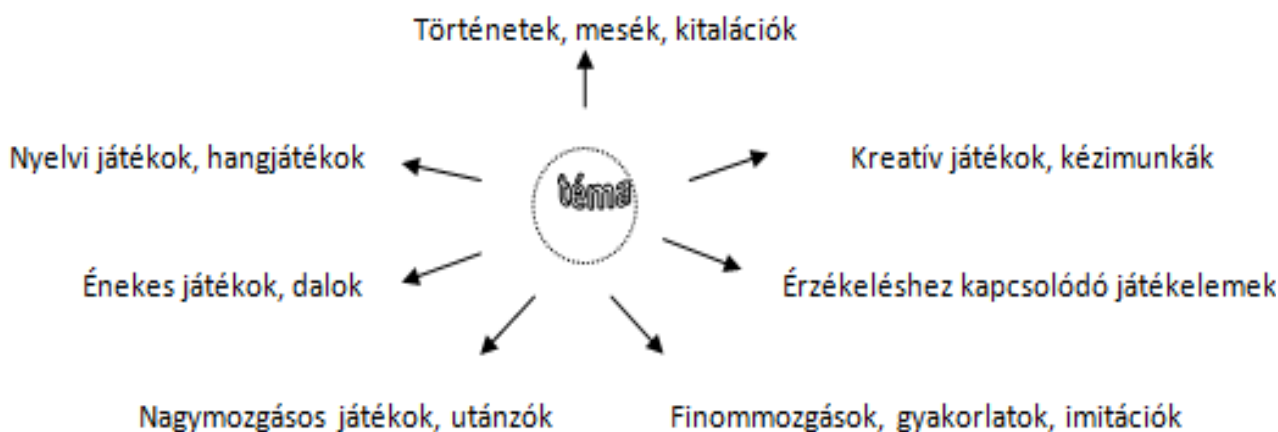 Történetek, mesék, kitalációk
Nyelvi játékok, hangjátékok
Kreatív játékok, kézimunkák
téma
Énekes játékok, dalok
Érzékeléshez kapcsolódó játékelemek
Nagymozgásos játékok, utánzók
Finommozgások, gyakorlatok, imitációk